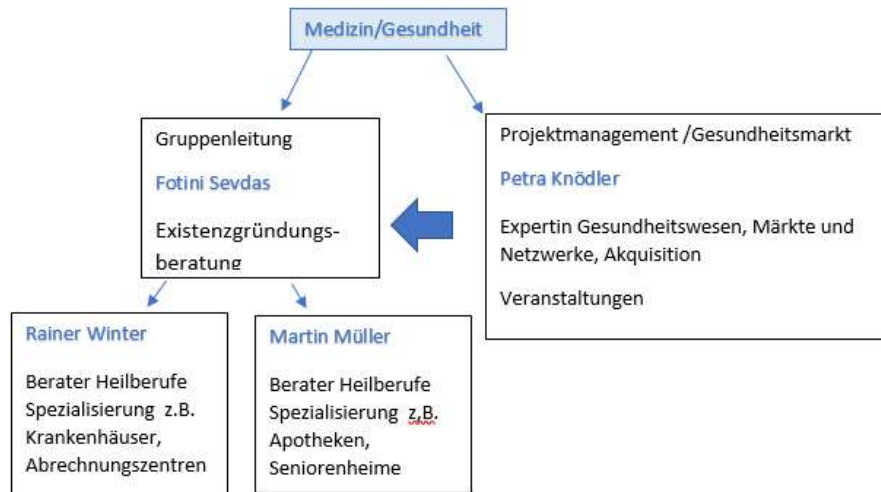 Medizin/Gesundheit
Gruppenleitung
Fotini Sevdas
Existenzgründungs-
beratung
Projektmanagement /Gesundheitsmarkt
Petra Knödler
Expertin Gesundheitswesen, Märkte und
Netzwerke, Akquisition
Veranstaltungen
Rainer Winter
Berater Heilberufe
Spezialisierung z.B.
Krankenhäuser,
Abrechnungszentren
Martin Müller
Berater Heilberufe
Spezialisierung z,B.
Apotheken,
Seniorenheime